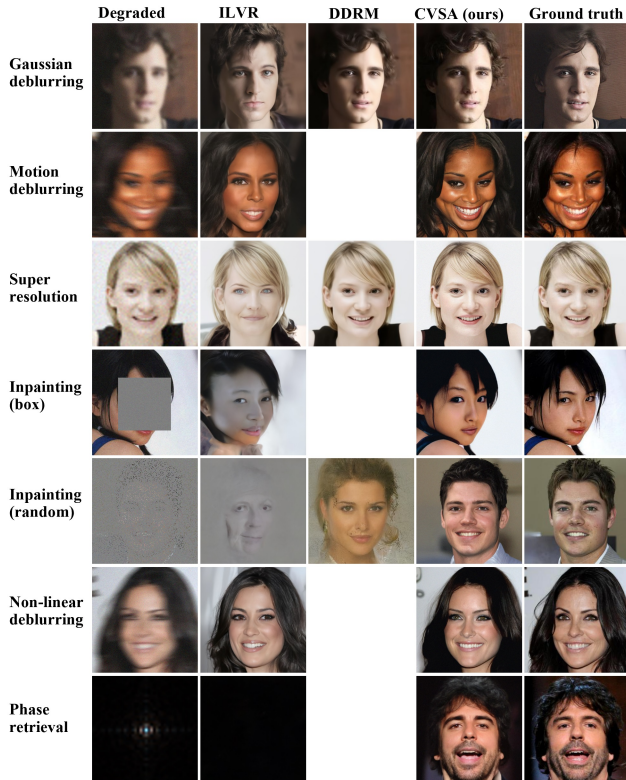 Degraded ILVR DDRM CVSA (ours) Ground truth
Gaussian
deblurring
Motion
deblurring
Super
resolution
Inpainting
(box)
Inpainting
(random)
Non-linear
deblurring
Phase
retrieval